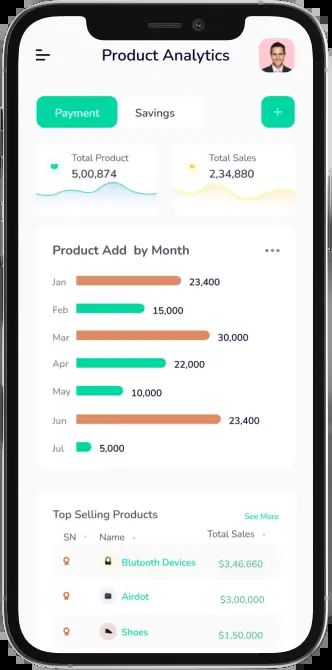 Product Analytics
Payment
Savings
+
Total Product
5,00,874
Total Sales
2,34,880
Product Add by Month
Jan 23,400
Feb 15,000
Mar 30,000
Apr 22,000
May 10,000
Jun 23,400
Jul 5,000
Top Selling Products
See More
SN Name Total Sales
Blutooth Devices $3,46,660
Airdot $3,00,000
Shoes $1,50,000